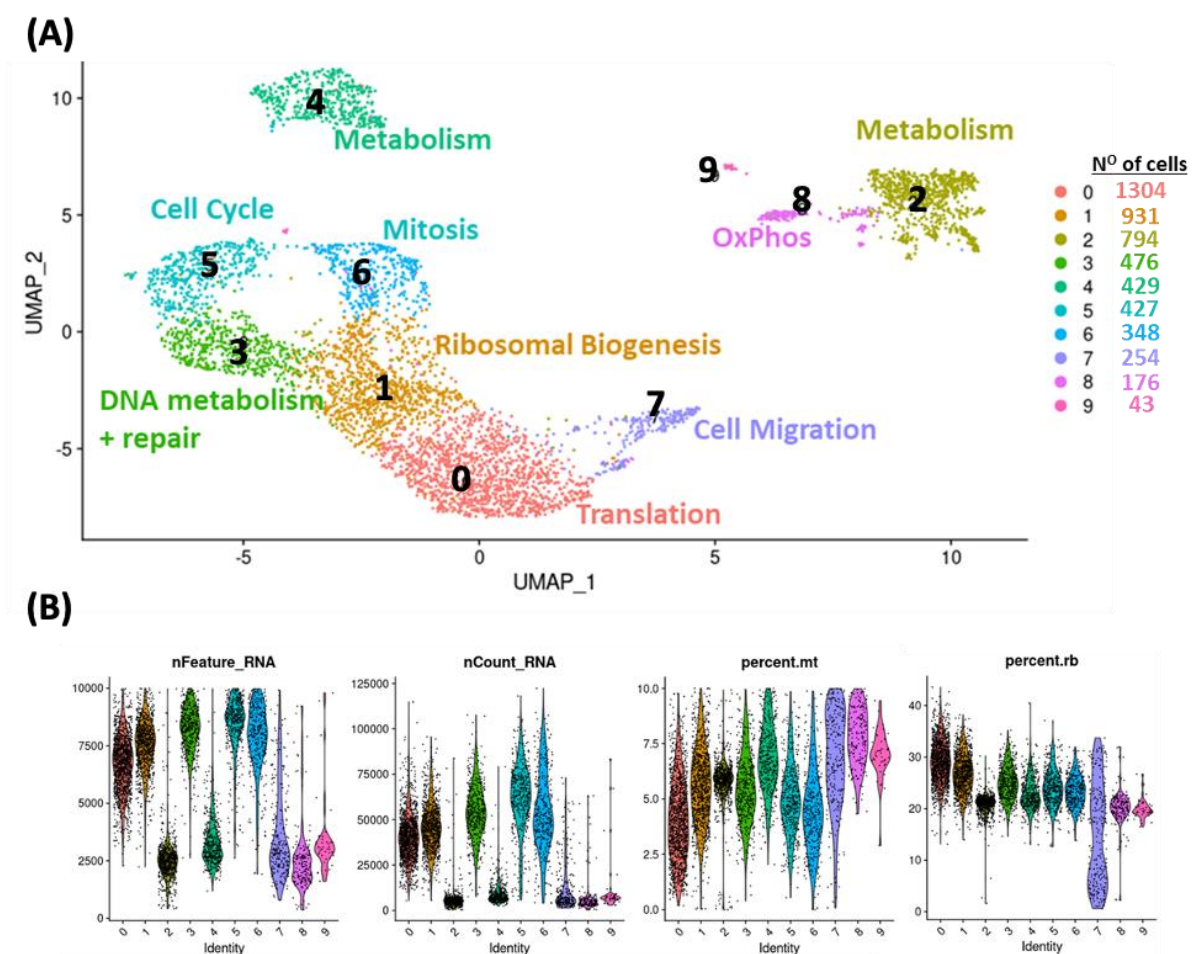 (A)
10
5
0
-5
UMAP_2
-5
0
5
10
UMAP_1
4
Metabolism
Metabolism
9
8
2
OxPhos
Cell Cycle
Mitosis
5
6
3
Ribosomal Biogenesis
1
DNA metabolism
+ repair
7
Cell Migration
0
Translation
Nº of cells
0 1304
1 931
2 794
3 476
4 429
5 427
6 348
7 254
8 176
9 43
(B)
nFeature_RNA
10000
7500
5000
2500
0
0 1 2 3 4 5 6 7 8 9
Identity
nCount_RNA
125000
100000
75000
50000
25000
0
0 1 2 3 4 5 6 7 8 9
Identity
percent.mt
10.0
7.5
5.0
2.5
0.0
0 1 2 3 4 5 6 7 8 9
Identity
percent.rb
40
30
20
10
0
0 1 2 3 4 5 6 7 8 9
Identity